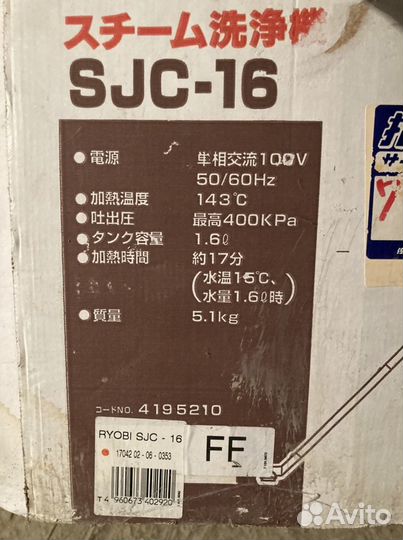 スチーム洗浄機
SJC-16
● 電源 単相交流100V
50/60Hz
● 加熱温度 143℃
● 吐出圧 最高400KPa
● タンク容量 1.6ℓ
● 加熱時間 約17分
(水温15℃、
水量1.6ℓ時)
● 質量 5.1kg
コードNO. 4195210
RYOBI SJC - 16
17042 02 - 06 - 0353
FF
T 4 960673 402920
Avito